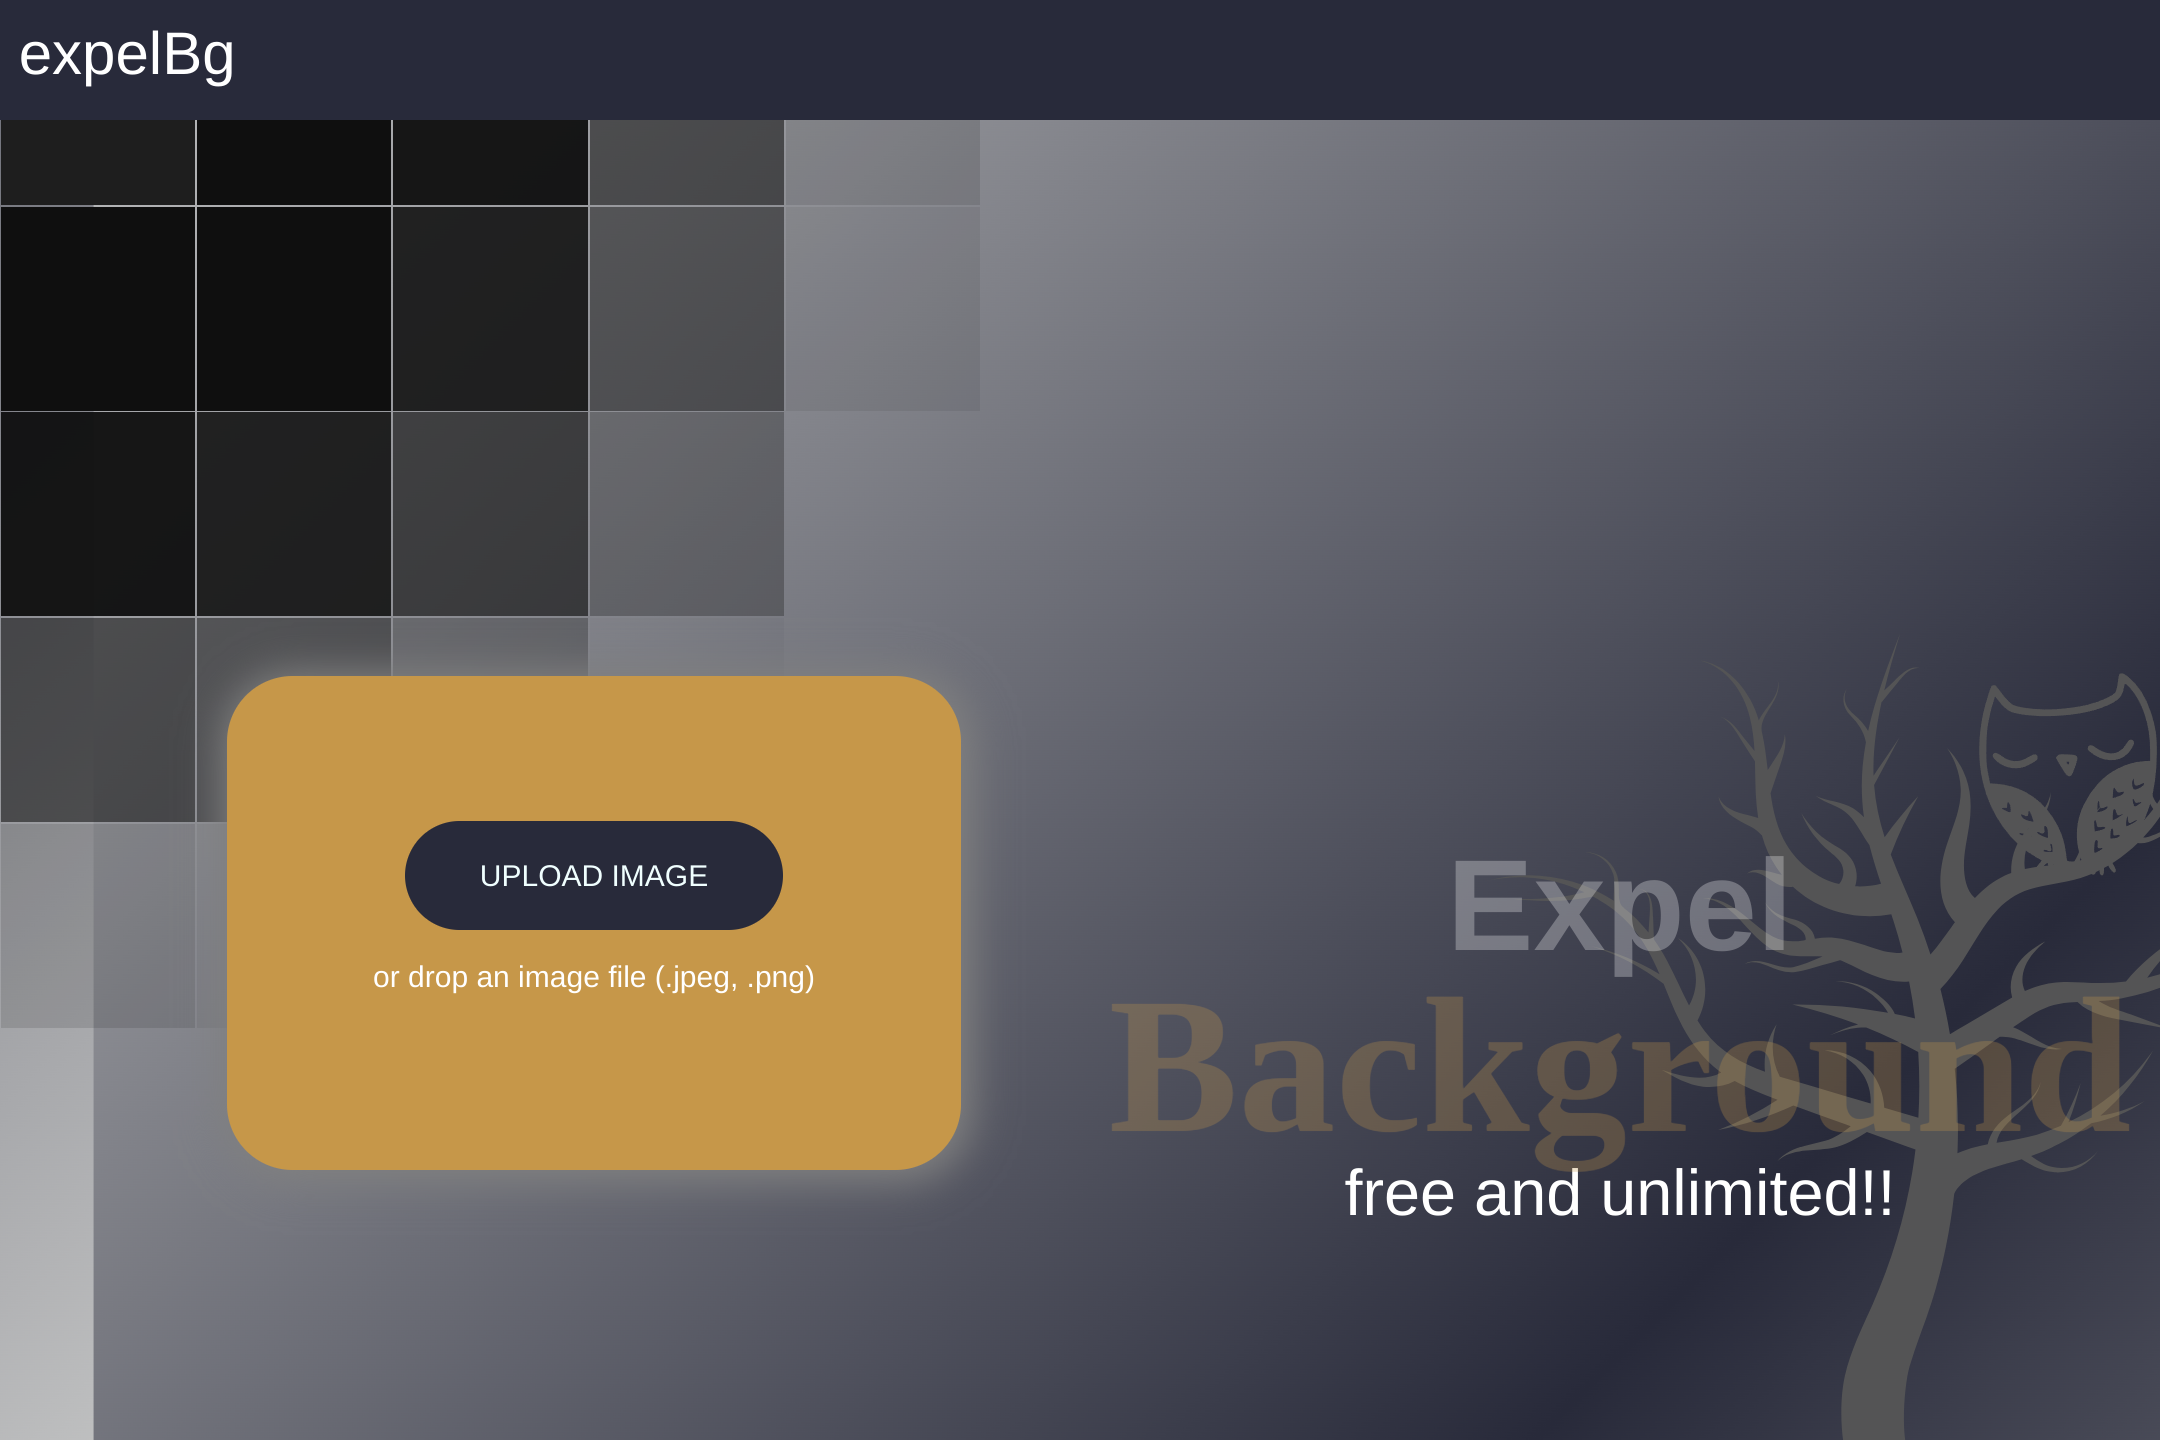 expelBg
UPLOAD IMAGE
or drop an image file (.jpeg, .png)
Expel
Background
free and unlimited!!